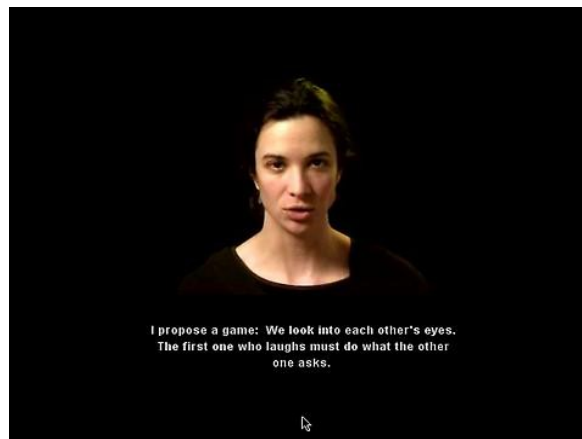 I propose a game: We look into each other's eyes.
The first one who laughs must do what the other
one asks.